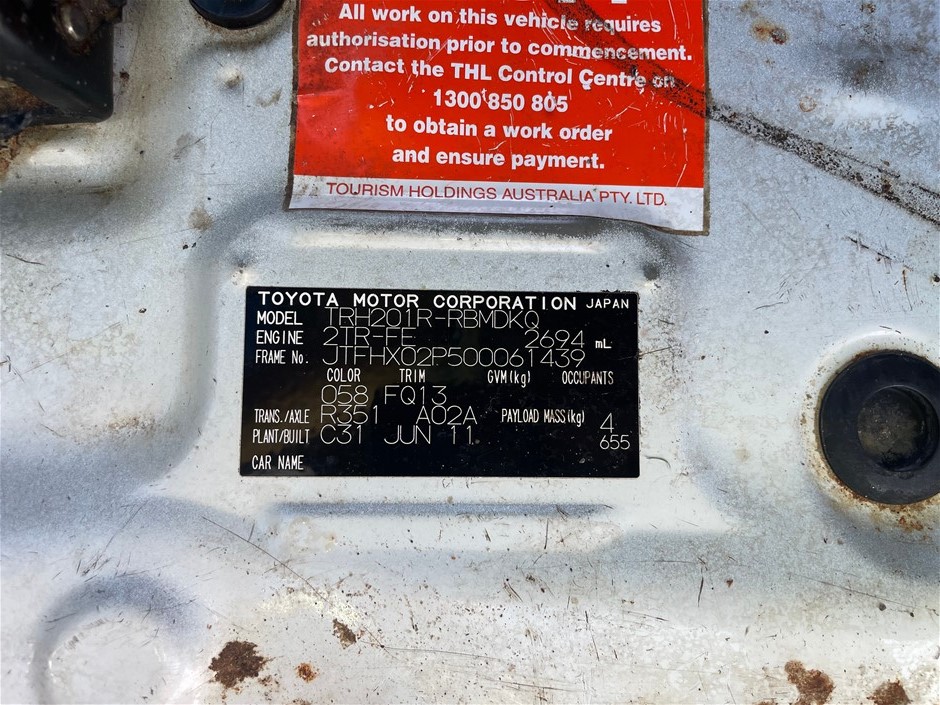 All work on this vehicle requires
authorisation prior to commencement.
Contact the THL Control Centre on
1300 850 805
to obtain a work order
and ensure payment.
TOURISM HOLDINGS AUSTRALIA PTY. LTD.
TOYOTA MOTOR CORPORATION JAPAN
MODEL TRH201R-RBMDKQ
ENGINE 2TR-FE 2694 mL
FRAME No. JTFHX02P500061439
COLOR TRIM GVM(kg) OCCUPANTS
058 FQ13
TRANS./AXLE R351 A02A PAYLOAD MASS(kg) 4
PLANT/BUILT C31 JUN 11 655
CAR NAME